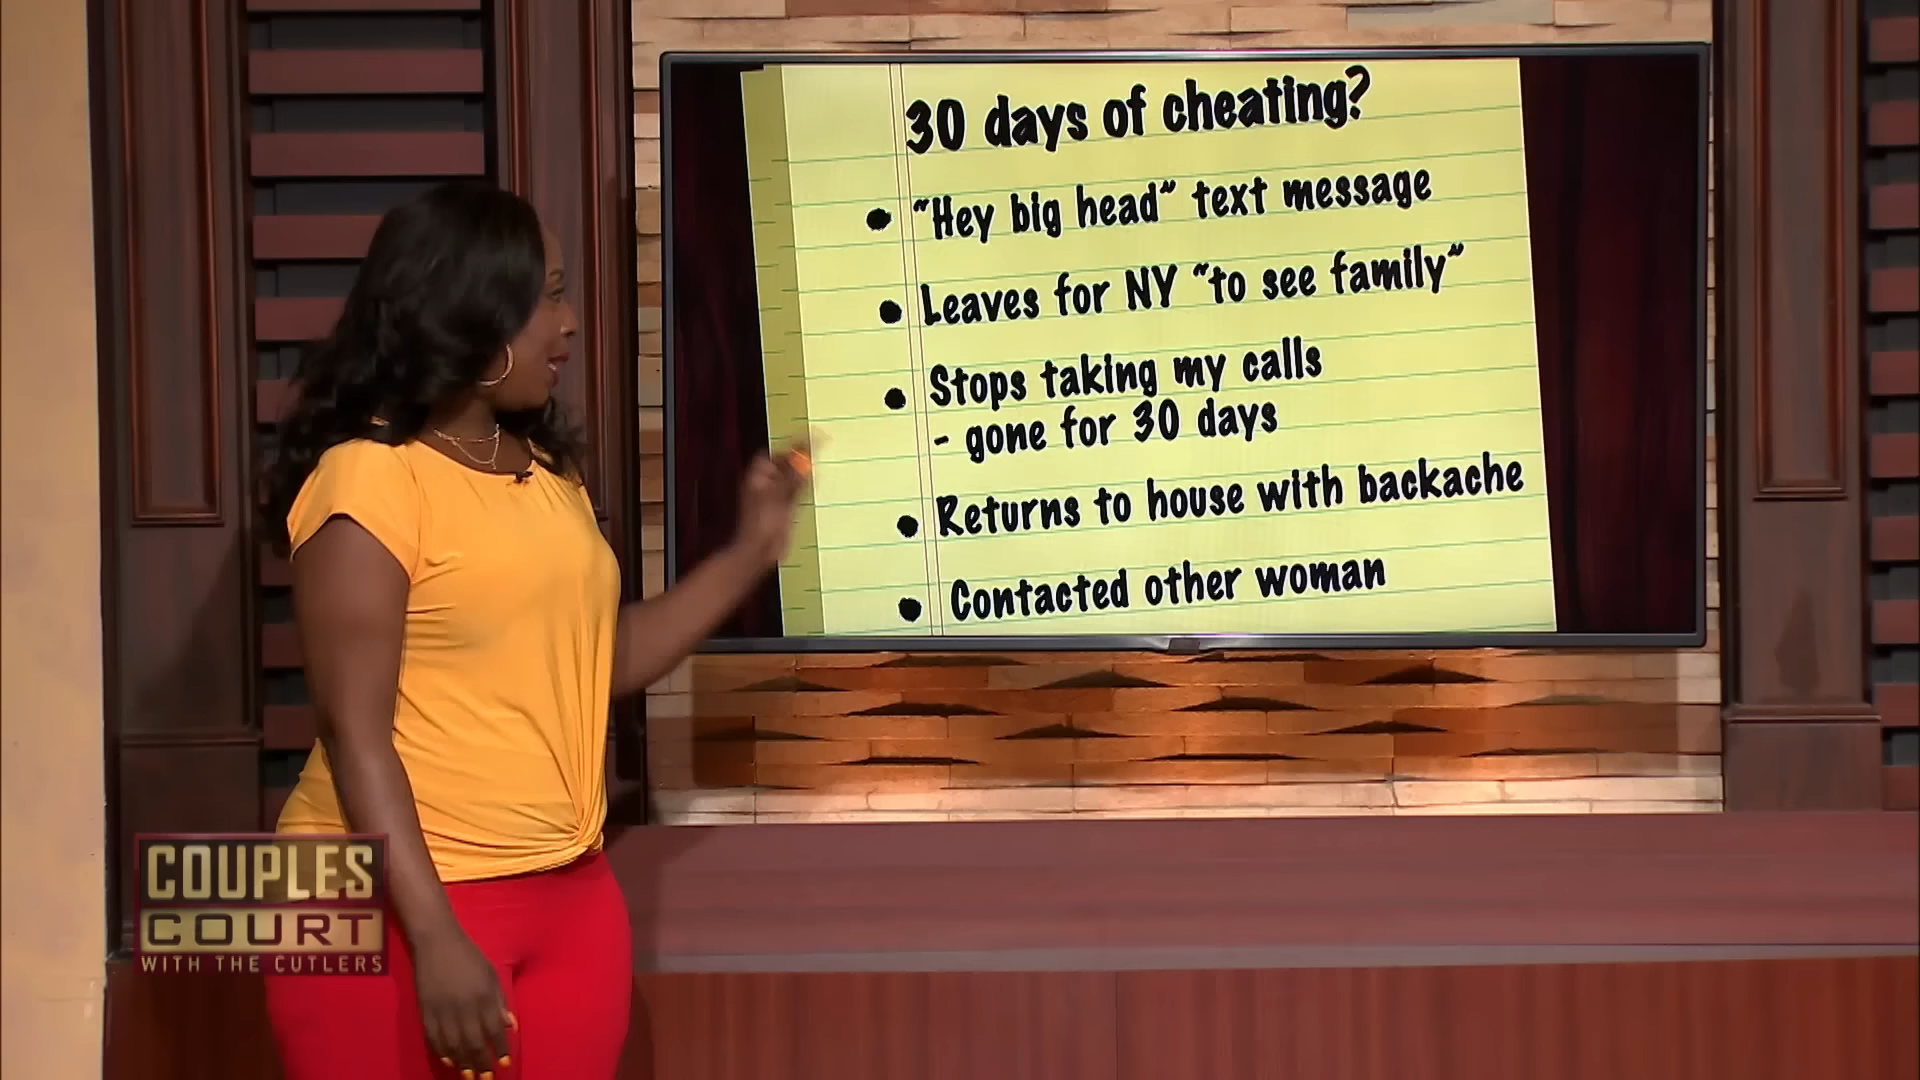 30 days of cheating?
• "Hey big head" text message
• Leaves for NY "to see family"
• Stops taking my calls
- gone for 30 days
• Returns to house with backache
• Contacted other woman
COUPLES
COURT
WITH THE CUTLERS